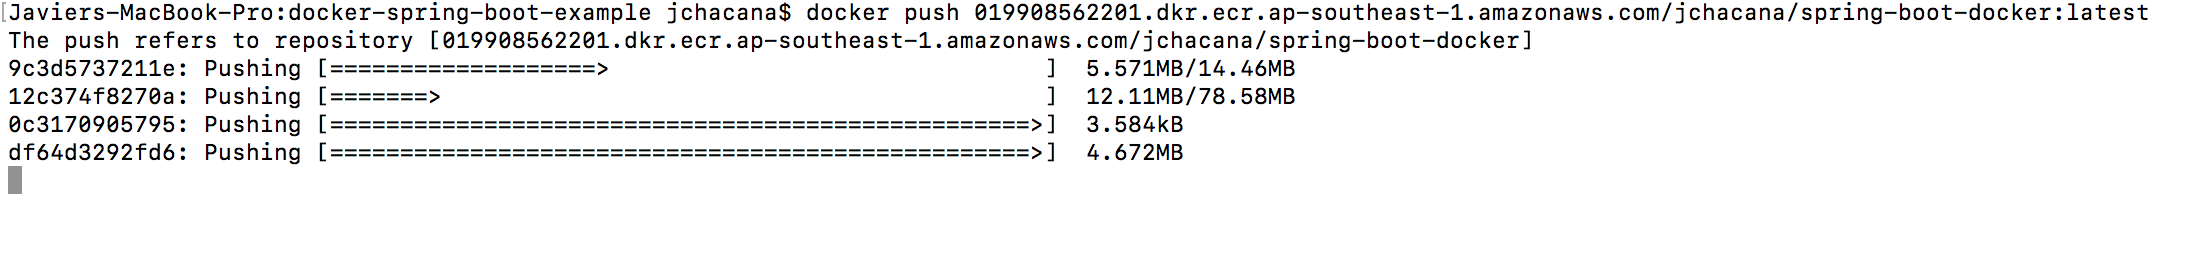 [Javiers-MacBook-Pro:docker-spring-boot-example jchacana$ docker push 019908562201.dkr.ecr.ap-southeast-1.amazonaws.com/jchacana/spring-boot-docker:latest
The push refers to repository [019908562201.dkr.ecr.ap-southeast-1.amazonaws.com/jchacana/spring-boot-docker]
9c3d5737211e: Pushing [===================>                               ]  5.571MB/14.46MB
12c374f8270a: Pushing [=======>                                           ]  12.11MB/78.58MB
0c3170905795: Pushing [==================================================>]  3.584kB
df64d3292fd6: Pushing [==================================================>]  4.672MB